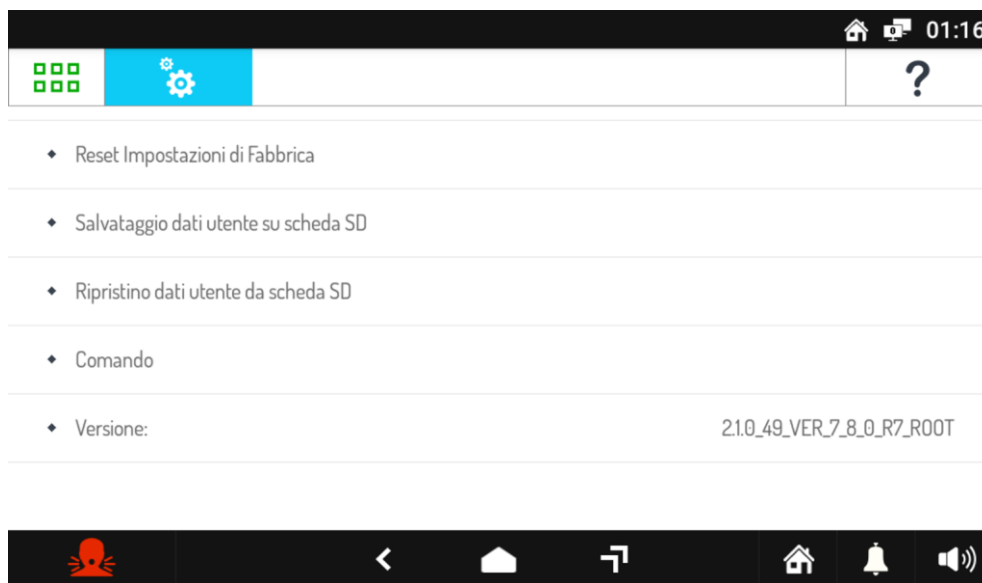 01:16
?
Reset Impostazioni di Fabbrica
Salvataggio dati utente su scheda SD
Ripristino dati utente da scheda SD
Comando
Versione: 2.1.0_49_VER_7_8_0_R7_ROOT